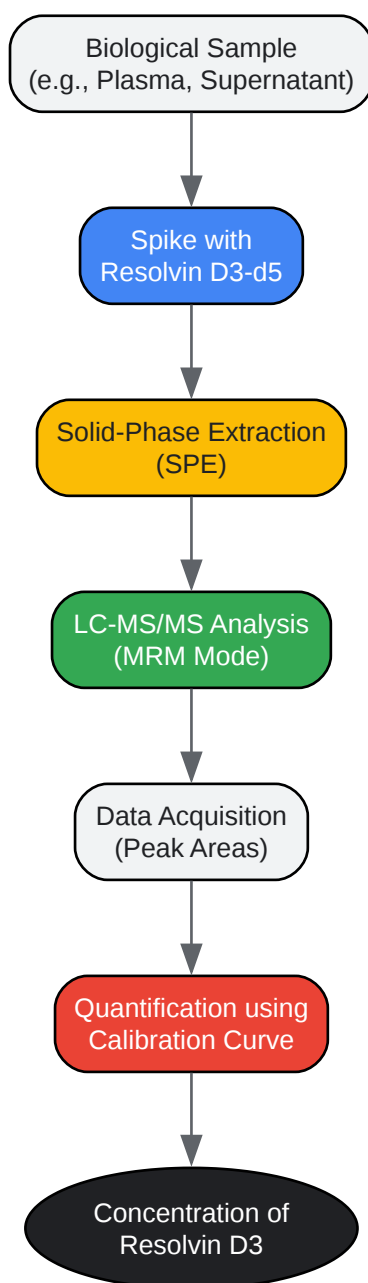 Biological Sample
(e.g., Plasma, Supernatant)
Spike with
Resolvin D3-d5
Solid-Phase Extraction
(SPE)
LC-MS/MS Analysis
(MRM Mode)
Data Acquisition
(Peak Areas)
Quantification using
Calibration Curve
Concentration of
Resolvin D3